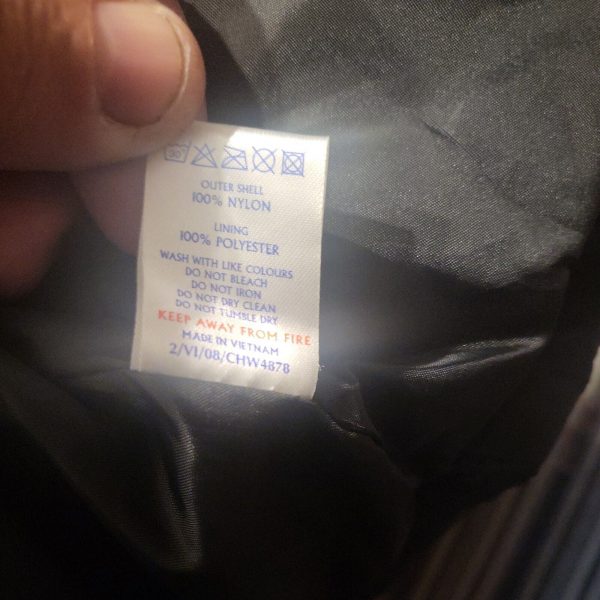 30
OUTER SHELL
100% NYLON
LINING
100% POLYESTER
WASH WITH LIKE COLOURS
DO NOT BLEACH
DO NOT IRON
DO NOT DRY CLEAN
DO NOT TUMBLE DRY
KEEP AWAY FROM FIRE
MADE IN VIETNAM
2/VI/08/CHW4878